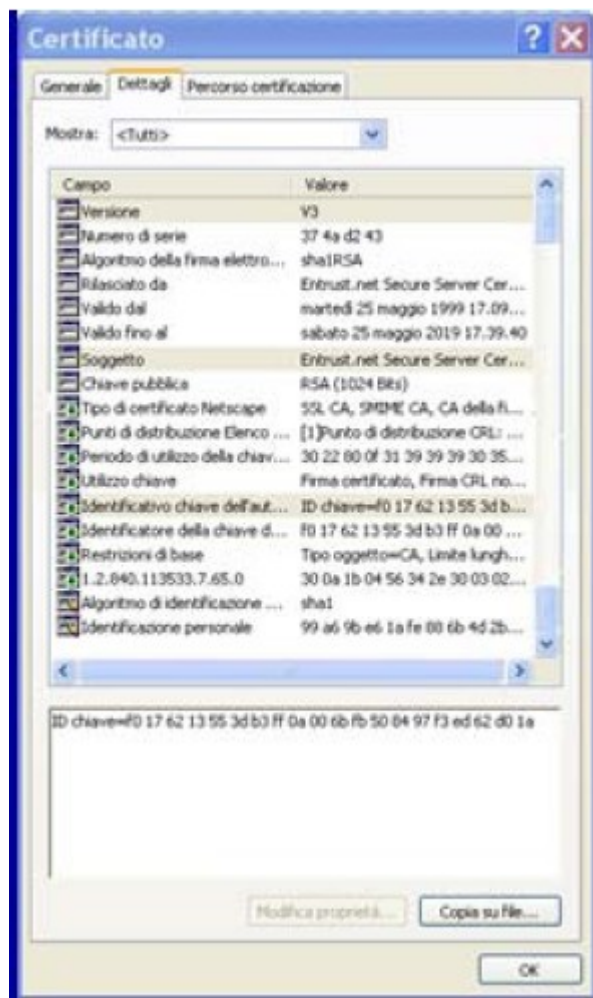 Certificato
Generale Dettagli Percorso certificazione
Mostra: <Tutti>
Campo Valore
Versione V3
Numero di serie 37 4a d2 43
Algoritmo della firma elettro... sha1RSA
Rilasciato da Entrust.net Secure Server Cer...
Valido dal martedì 25 maggio 1999 17.09....
Valido fino al sabato 25 maggio 2019 17.39.40
Soggetto Entrust.net Secure Server Cer...
Chiave pubblica RSA (1024 Bits)
Tipo di certificato Netscape SSL CA, SMIME CA, CA della fi...
Punti di distribuzione Elenco ... [1]Punto di distribuzione CRL: ...
Periodo di utilizzo della chiav... 30 22 80 0f 31 39 39 39 30 35...
Utilizzo chiave Firma certificato, Firma CRL no...
Identificativo chiave dell'aut... ID chiave=f0 17 62 13 55 3d b...
Identificatore della chiave d... f0 17 62 13 55 3d b3 ff 0a 00 ...
Restrizioni di base Tipo oggetto=CA, Limite lungh...
1.2.840.113533.7.65.0 30 0a 1b 04 56 34 2e 30 03 02...
Algoritmo di identificazione ... sha1
Identificazione personale 99 a6 9b e6 1a fe 88 6b 4d 2b...
ID chiave=f0 17 62 13 55 3d b3 ff 0a 00 6b fb 50 84 97 f3 ed 62 d0 1a
Modifica proprietà... Copia su file...
OK